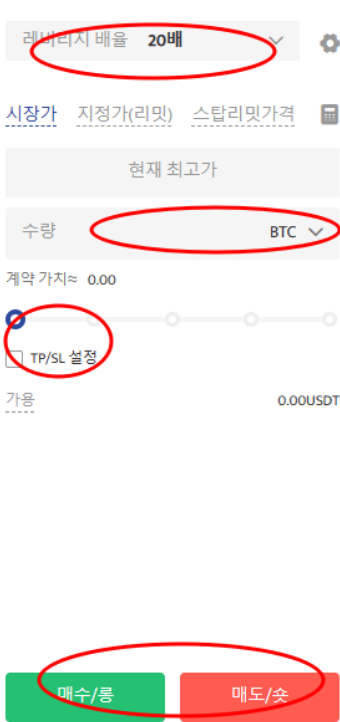 레버리지 배율 20배
시장가 지정가(리밋) 스탑리밋가격
현재 최고가
수량 BTC
계약 가치≈ 0.00
TP/SL 설정
가용 0.00USDT
매수/롱 매도/숏